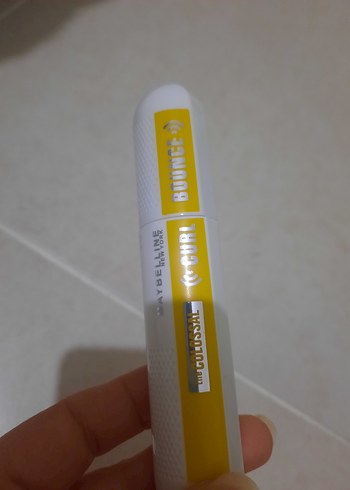 MAYBELLINE
NEW YORK
CURL BOUNCE
THE COLOSSAL